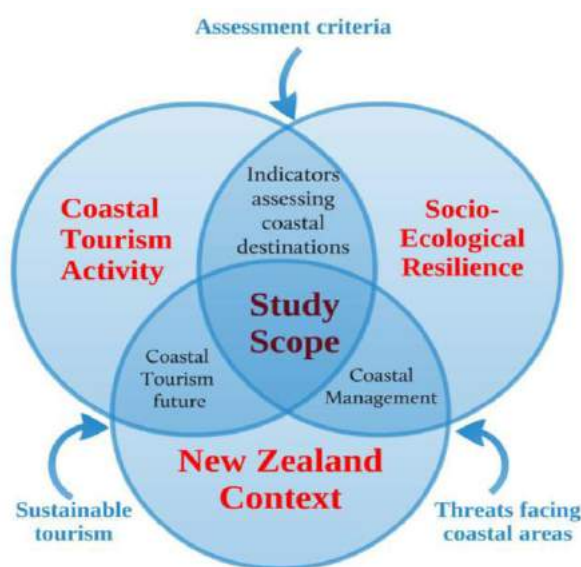 Assessment criteria
Indicators
assessing
coastal
destinations
Coastal
Tourism
Activity
Socio-
Ecological
Resilience
Study
Scope
Coastal
Tourism
future
Coastal
Management
New Zealand
Context
Sustainable
tourism
Threats facing
coastal areas